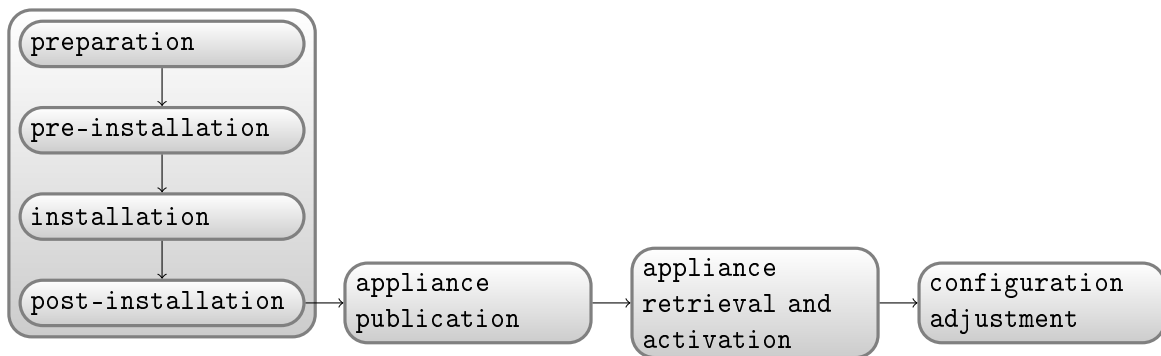 preparation
pre-installation
installation
post-installation
appliance
publication
appliance
retrieval and
activation
configuration
adjustment